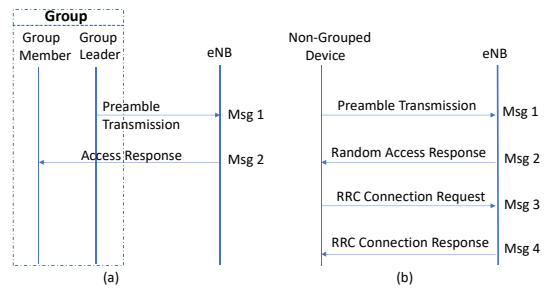 Group
Group Member
Group Leader
eNB
Preamble Transmission
Msg 1
Access Response
Msg 2
(a)
Non-Grouped Device
eNB
Preamble Transmission
Msg 1
Random Access Response
Msg 2
RRC Connection Request
Msg 3
RRC Connection Response
Msg 4
(b)